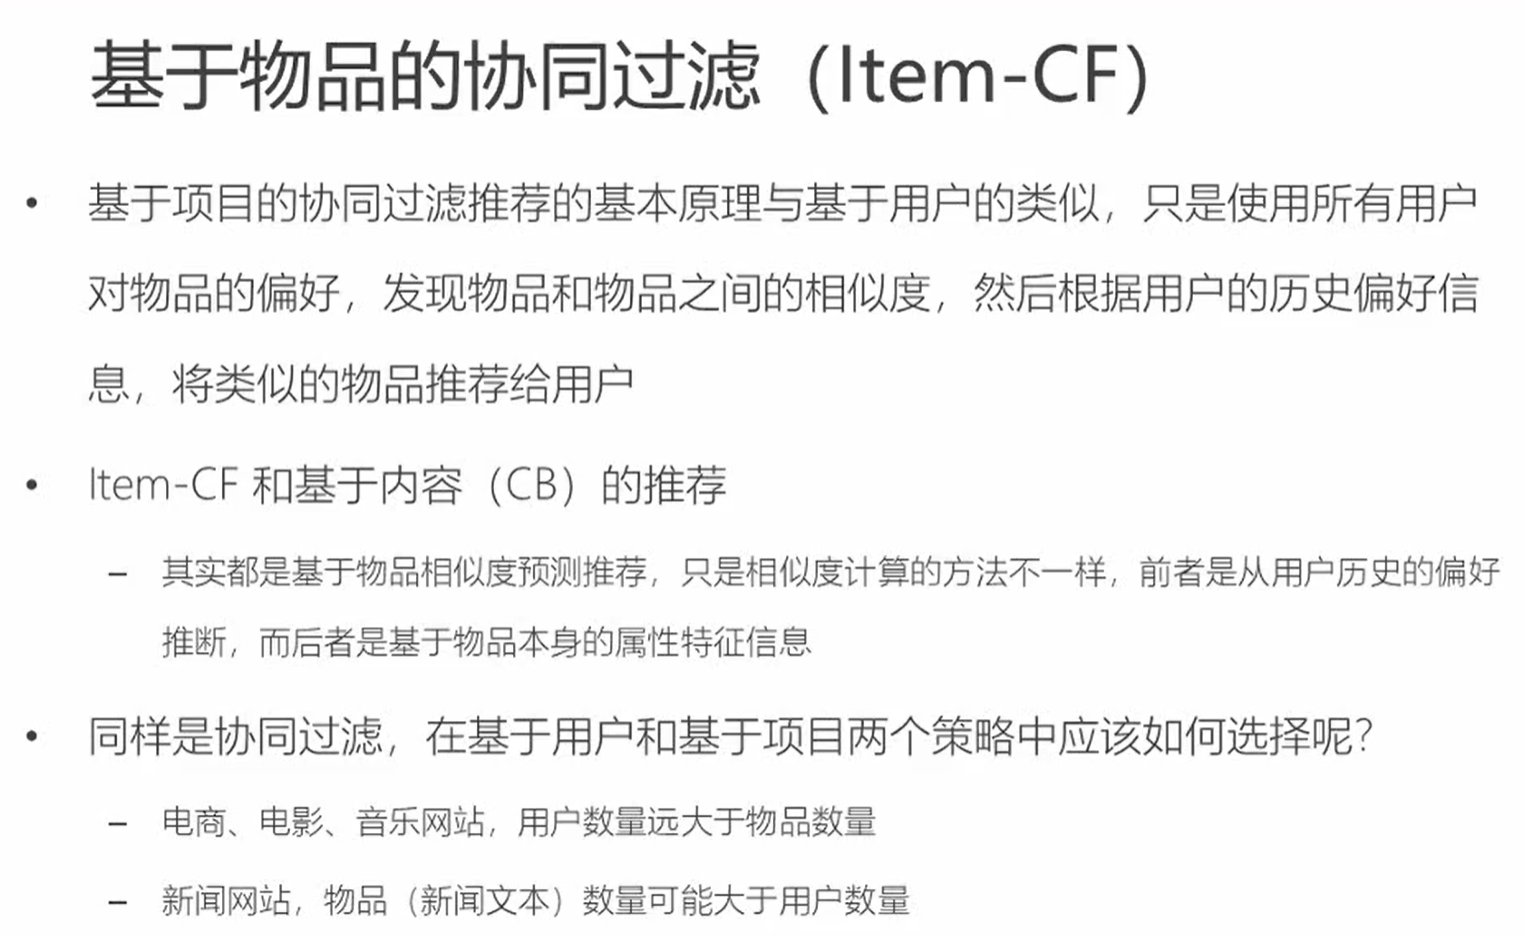 基于物品的协同过滤（Item-CF）
• 基于项目的协同过滤推荐的基本原理与基于用户的类似，只是使用所有用户
对物品的偏好，发现物品和物品之间的相似度，然后根据用户的历史偏好信
息，将类似的物品推荐给用户
• Item-CF 和基于内容（CB）的推荐
– 其实都是基于物品相似度预测推荐，只是相似度计算的方法不一样，前者是从用户历史的偏好
推断，而后者是基于物品本身的属性特征信息
• 同样是协同过滤，在基于用户和基于项目两个策略中应该如何选择呢？
– 电商、电影、音乐网站，用户数量远大于物品数量
– 新闻网站，物品（新闻文本）数量可能大于用户数量